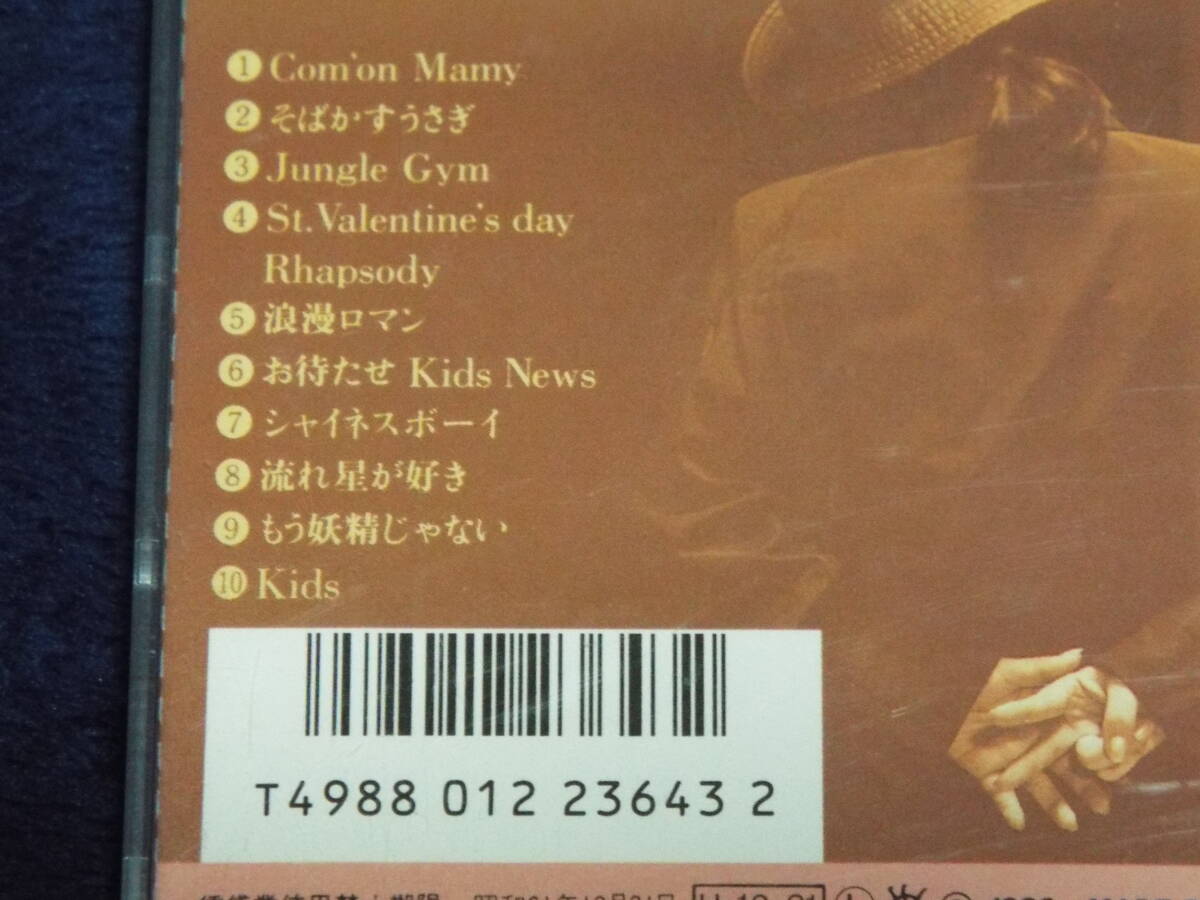 1 Com'on Mamy
2 そばかすうさぎ
3 Jungle Gym
4 St.Valentine's day
Rhapsody
5 浪漫ロマン
6 お待たせ Kids News
7 シャイネスボーイ
8 流れ星が好き
9 もう妖精じゃない
10 Kids
T4988 012 23643 2